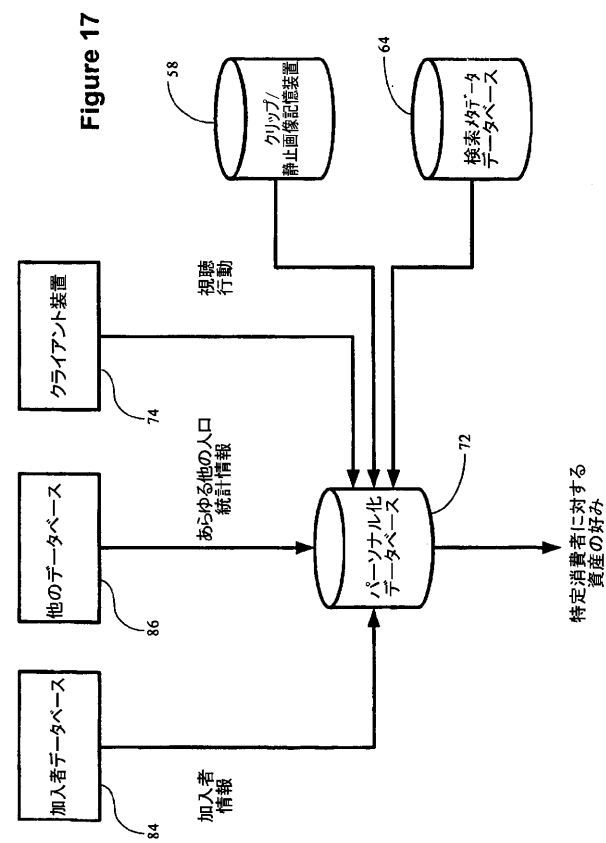 Figure 17
加入者データベース
84
他のデータベース
86
クライアント装置
74
加入者
情報
あらゆる他の人口
統計情報
視聴
行動
クリップ/
静止画像記憶装置
58
パーソナル化
データベース
72
検索メタデータ
データベース
64
特定消費者に対する
資産の好み